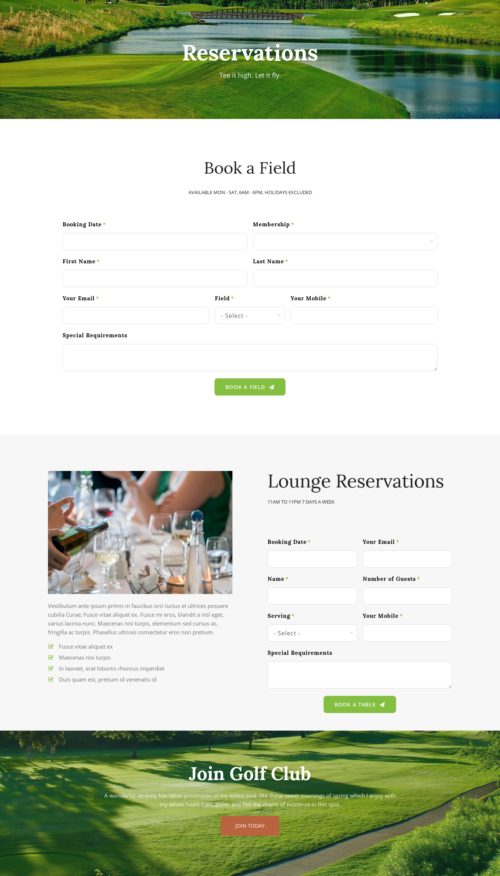 Reservations
Tee it high. Let it fly.
Book a Field
AVAILABLE MON - SAT, 6AM - 6PM, HOLIDAYS EXCLUDED
Booking Date *
Membership *
First Name *
Last Name *
Your Email *
Field *
Your Mobile *
- Select -
Special Requirements
BOOK A FIELD
Lounge Reservations
11AM TO 11PM 7 DAYS A WEEK
Booking Date *
Your Email *
Name *
Number of Guests *
Serving *
Your Mobile *
- Select -
Special Requirements
BOOK A TABLE
Vestibulum ante ipsum primis in faucibus orci luctus et ultrices posuere
cubilia Curae; Fusce vitae aliquet ex. Fusce mi eros, blandit a nisl eget,
varius lacinia nunc. Maecenas nisi turpis, elementum sed cursus ac,
fringilla ac turpis. Phasellus ultrices consectetur eros non pretium.
Fusce vitae aliquet ex
Maecenas nisi turpis
In laoreet, erat lobortis rhoncus imperdiet
Duis quam est, pretium id venenatis id
Join Golf Club
A wonderful serenity has taken possession of my entire soul, like these sweet mornings of spring which I enjoy with
my whole heart. I am alone, and feel the charm of existence in this spot.
JOIN TODAY